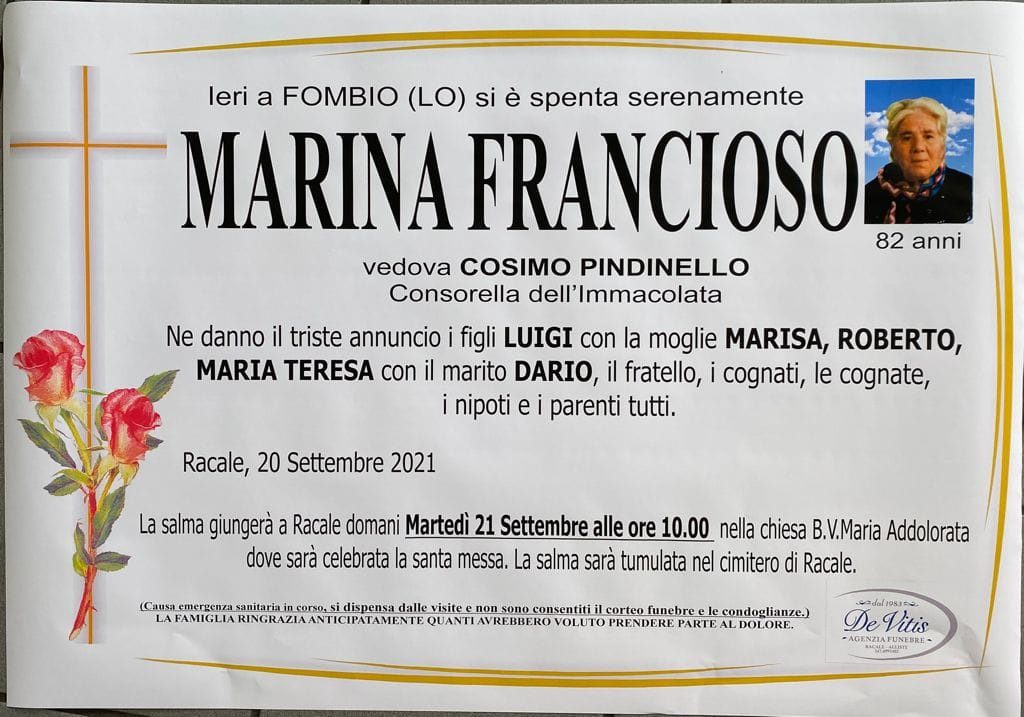 Ieri a FOMBIO (LO) si è spenta serenamente
MARINA FRANCIOSO
82 anni
vedova COSIMO PINDINELLO
Consorella dell'Immacolata
Ne danno il triste annuncio i figli LUIGI con la moglie MARISA, ROBERTO,
MARIA TERESA con il marito DARIO, il fratello, i cognati, le cognate,
i nipoti e i parenti tutti.
Racale, 20 Settembre 2021
La salma giungerà a Racale domani Martedì 21 Settembre alle ore 10.00 nella chiesa B.V.Maria Addolorata
dove sarà celebrata la santa messa. La salma sarà tumulata nel cimitero di Racale.
(Causa emergenza sanitaria in corso, si dispensa dalle visite e non sono consentiti il corteo funebre e le condoglianze.)
LA FAMIGLIA RINGRAZIA ANTICIPATAMENTE QUANTI AVREBBERO VOLUTO PRENDERE PARTE AL DOLORE.
dal 1983
De Vitis
AGENZIA FUNEBRE
RACALE - ALLISTE